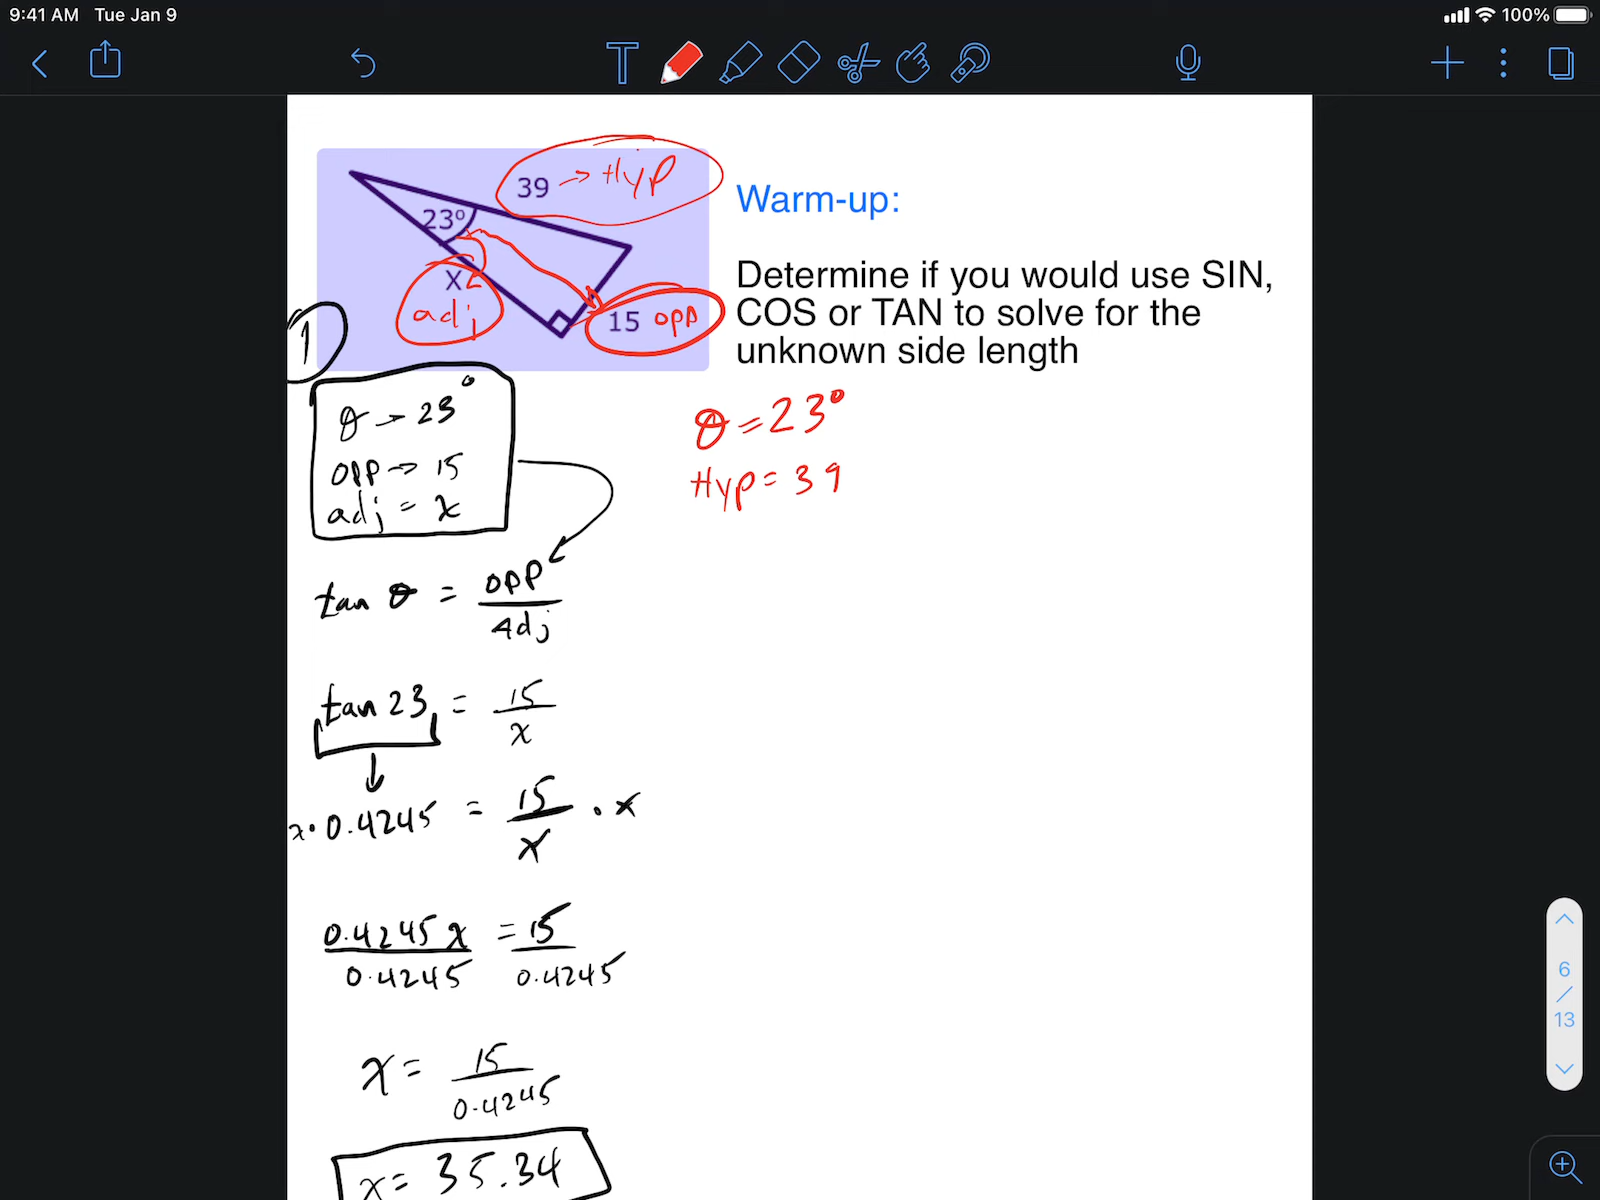 9:41 AM Tue Jan 9
100%
39 → Hyp
23°
x
adj
15 opp
1
Warm-up:
Determine if you would use SIN,
COS or TAN to solve for the
unknown side length
θ → 23°
opp → 15
adj = x
θ = 23°
Hyp = 39
tan θ = opp / Adj
tan 23 = 15 / x
x · 0.4245 = 15 / x · x
0.4245 x / 0.4245 = 15 / 0.4245
x = 15 / 0.4245
x = 35.34
6 / 13